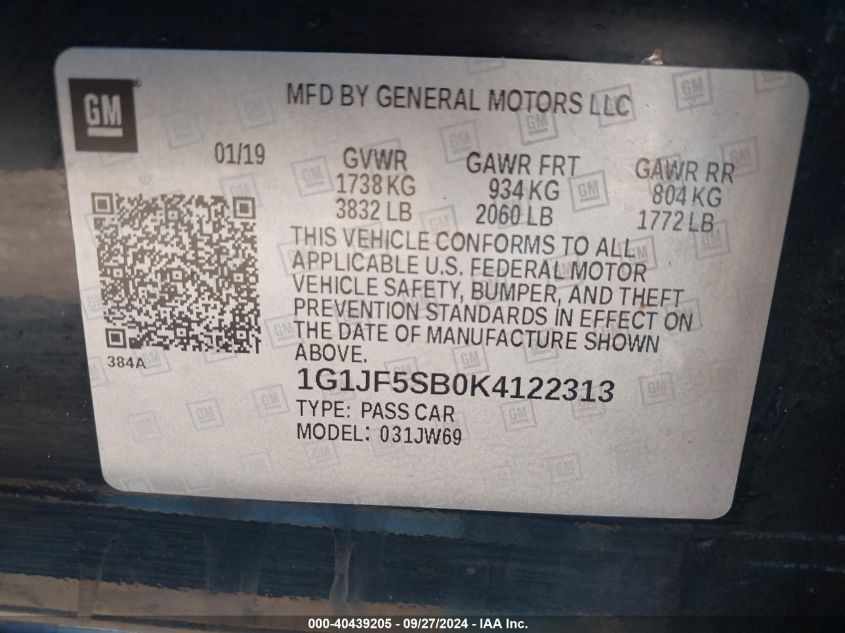 GM
MFD BY GENERAL MOTORS LLC
01/19
GVWR
1738 KG
3832 LB
GAWR FRT
934 KG
2060 LB
GAWR RR
804 KG
1772 LB
THIS VEHICLE CONFORMS TO ALL
APPLICABLE U.S. FEDERAL MOTOR
VEHICLE SAFETY, BUMPER, AND THEFT
PREVENTION STANDARDS IN EFFECT ON
THE DATE OF MANUFACTURE SHOWN
ABOVE.
384A
1G1JF5SB0K4122313
TYPE: PASS CAR
MODEL: 031JW69
000-40439205 - 09/27/2024 - IAA Inc.